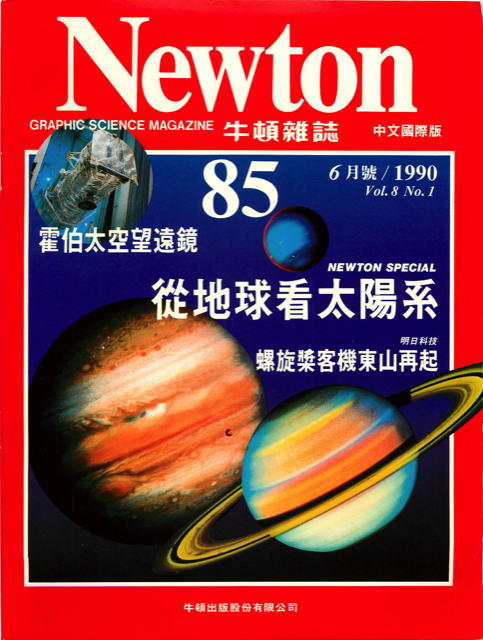 Newton
GRAPHIC SCIENCE MAGAZINE 牛頓雜誌 中文國際版
85
6月號/1990
Vol.8 No.1
霍伯太空望遠鏡
NEWTON SPECIAL
從地球看太陽系
明日科技
螺旋槳客機東山再起
牛頓出版股份有限公司